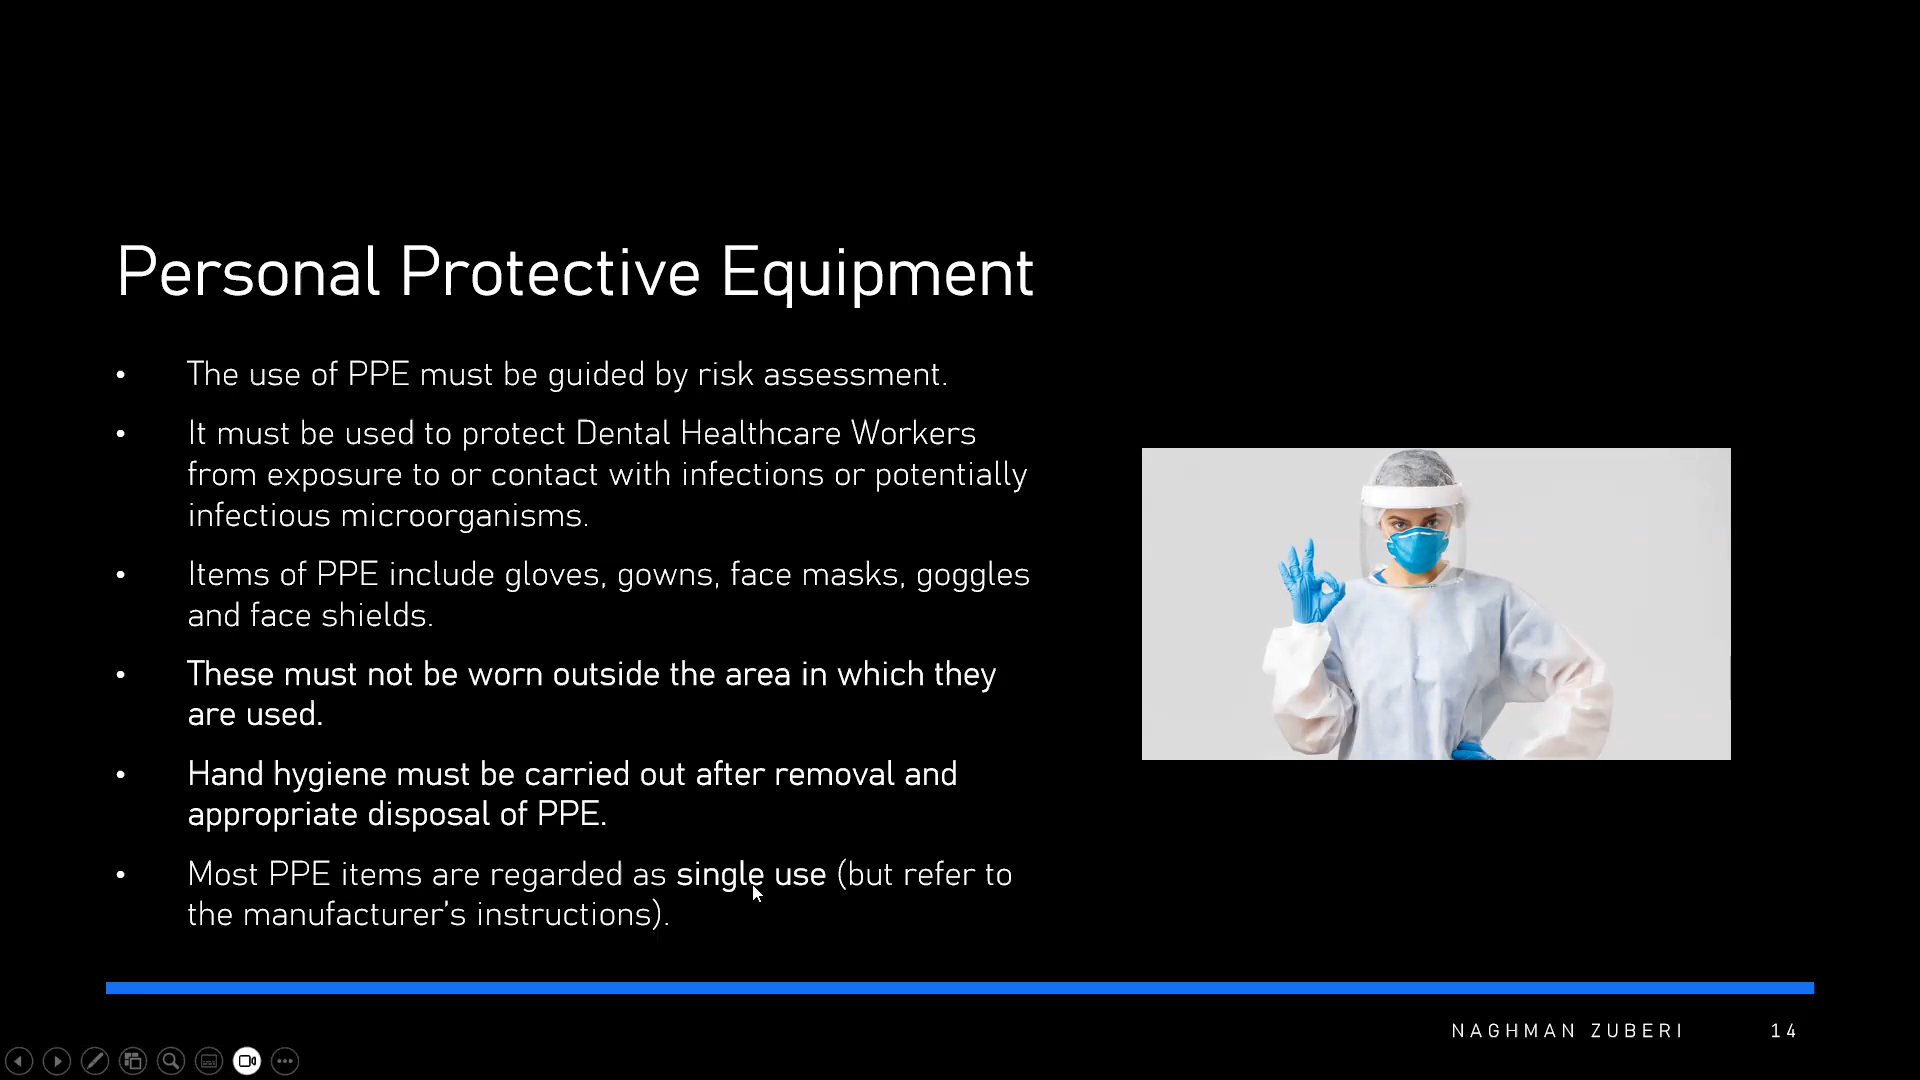 Personal Protective Equipment
• The use of PPE must be guided by risk assessment.
• It must be used to protect Dental Healthcare Workers
from exposure to or contact with infections or potentially
infectious microorganisms.
• Items of PPE include gloves, gowns, face masks, goggles
and face shields.
• These must not be worn outside the area in which they
are used.
• Hand hygiene must be carried out after removal and
appropriate disposal of PPE.
• Most PPE items are regarded as single use (but refer to
the manufacturer’s instructions).
NAGHMAN ZUBERI 14